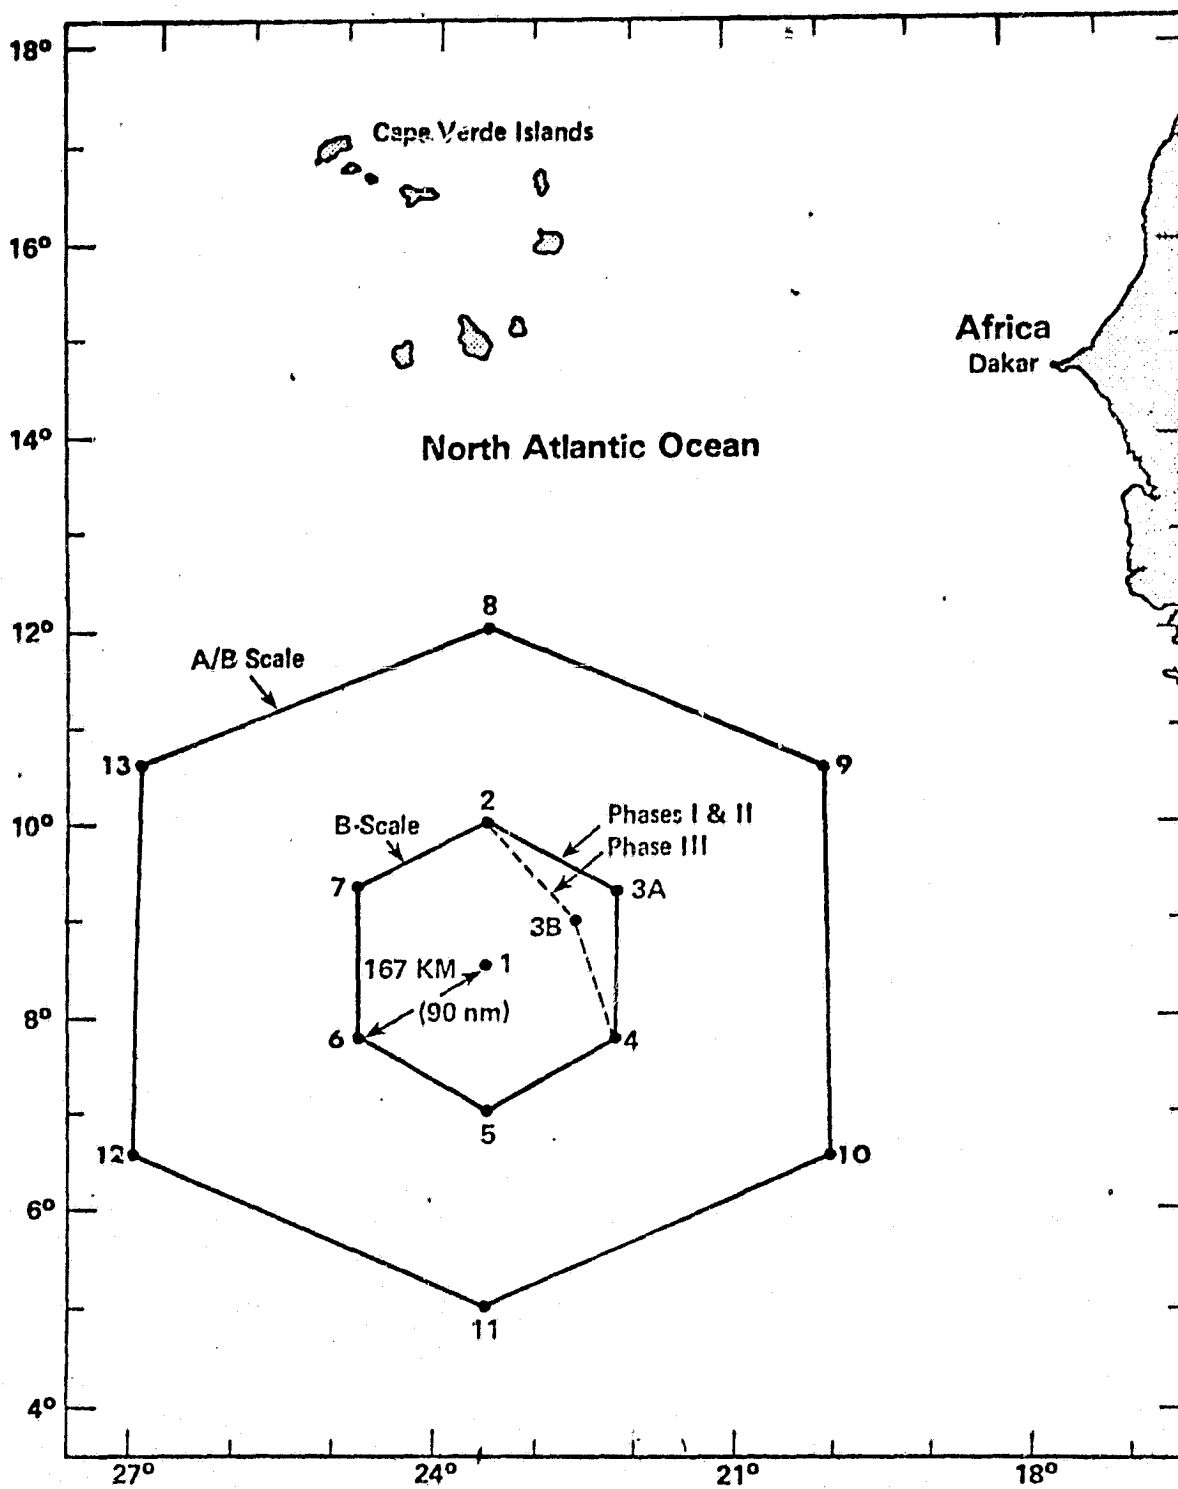 18°
Cape Verde Islands
16°
Africa
Dakar
14°
North Atlantic Ocean
8
12°
A/B Scale
13
9
2
Phases I & II
10°
B-Scale
Phase III
7
3A
3B
167 KM
1
(90 nm)
8°
6
4
5
12
10
6°
11
4°
27°
24°
21°
18°